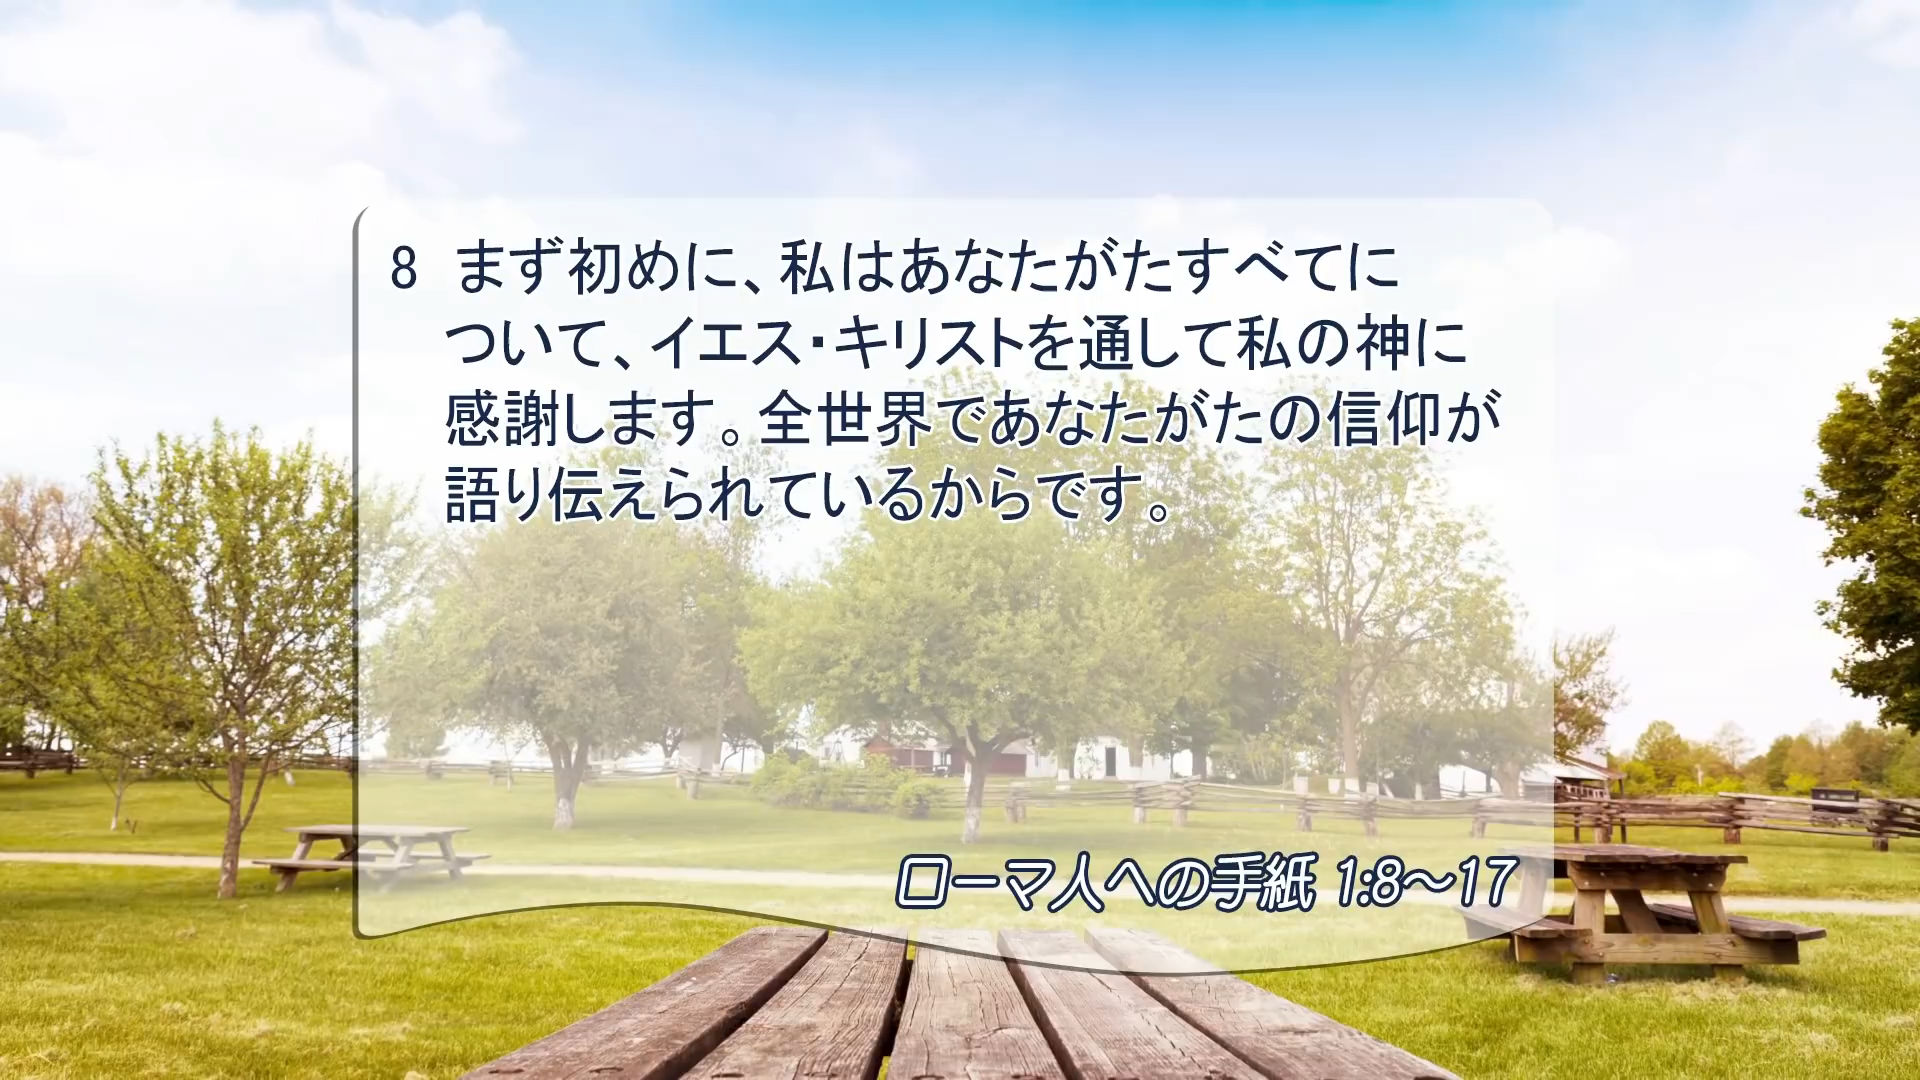 8 まず初めに、私はあなたがたすべてに
ついて、イエス・キリストを通して私の神に
感謝します。全世界であなたがたの信仰が
語り伝えられているからです。
ローマ人への手紙 1:8～17